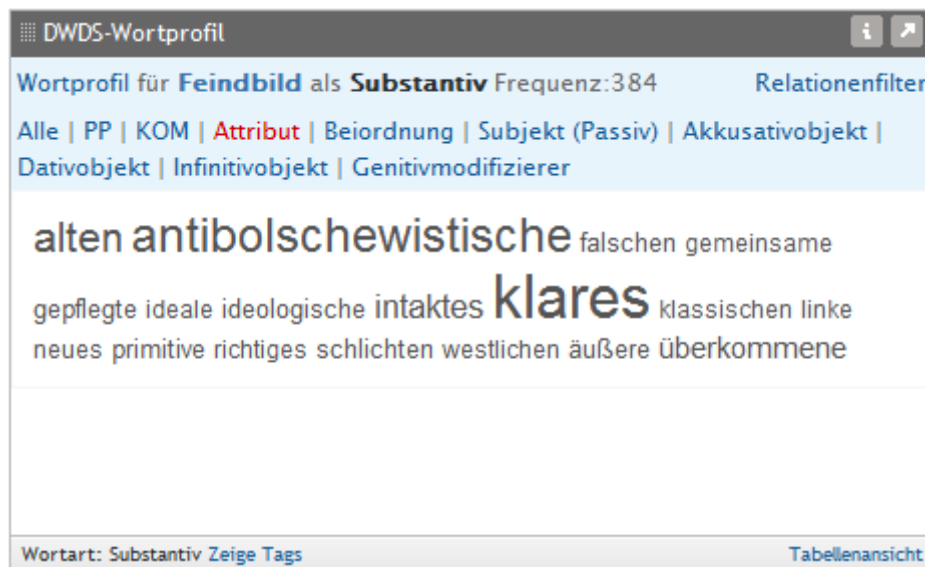 DWDS-Wortprofil
Wortprofil für Feindbild als Substantiv Frequenz:384 Relationenfilter
Alle | PP | KOM | Attribut | Beiordnung | Subjekt (Passiv) | Akkusativobjekt |
Dativobjekt | Infinitivobjekt | Genitivmodifizierer
alten antibolschewistische falschen gemeinsame
gepflegte ideale ideologische intaktes klares klassischen linke
neues primitive richtiges schlichten westlichen äußere überkommene
Wortart: Substantiv Zeige Tags Tabellenansicht